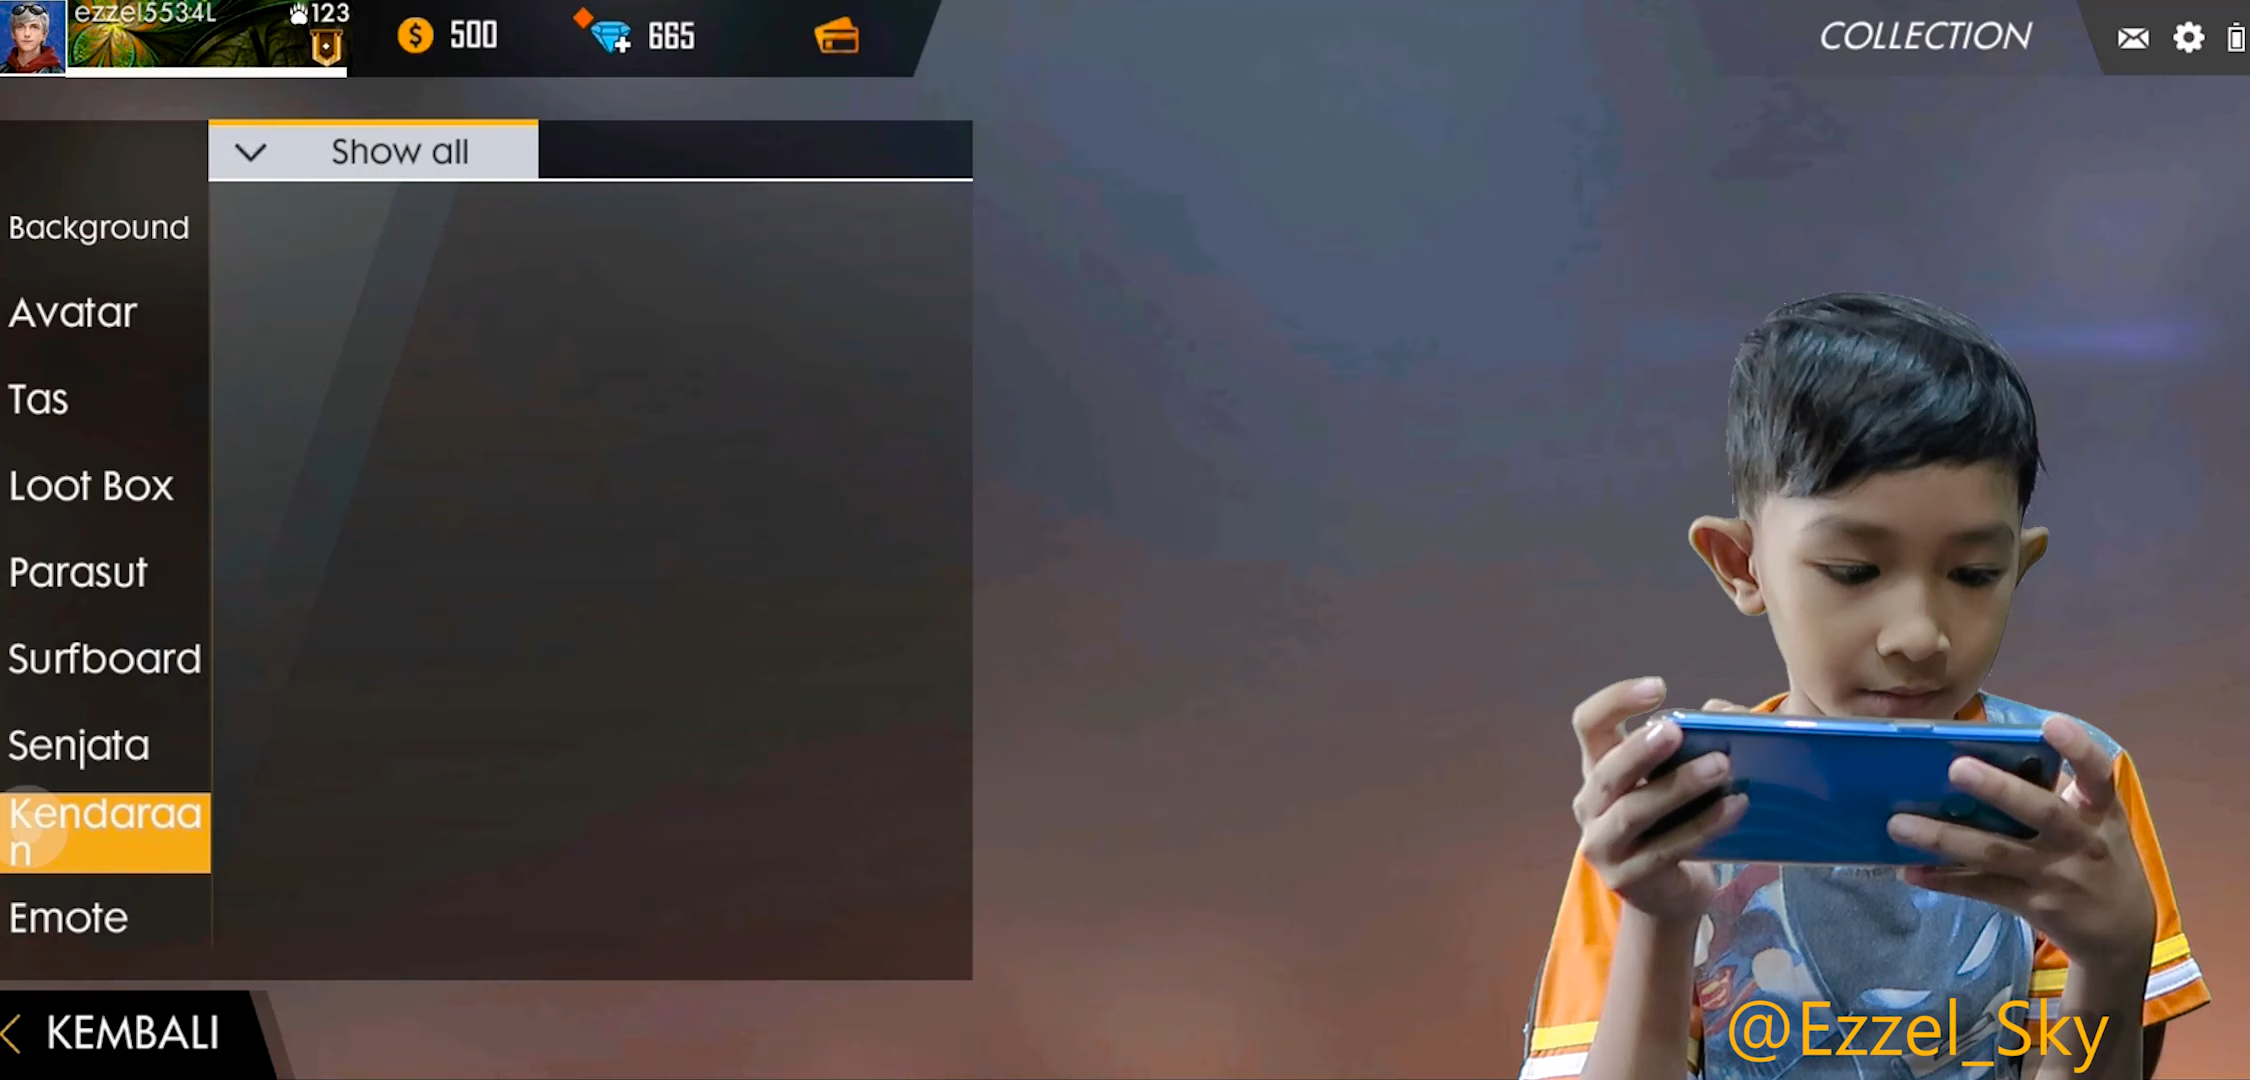 ezzel5534L
123
500
665
COLLECTION
Show all
Background
Avatar
Tas
Loot Box
Parasut
Surfboard
Senjata
Kendaraa
n
Emote
KEMBALI
@Ezzel_Sky